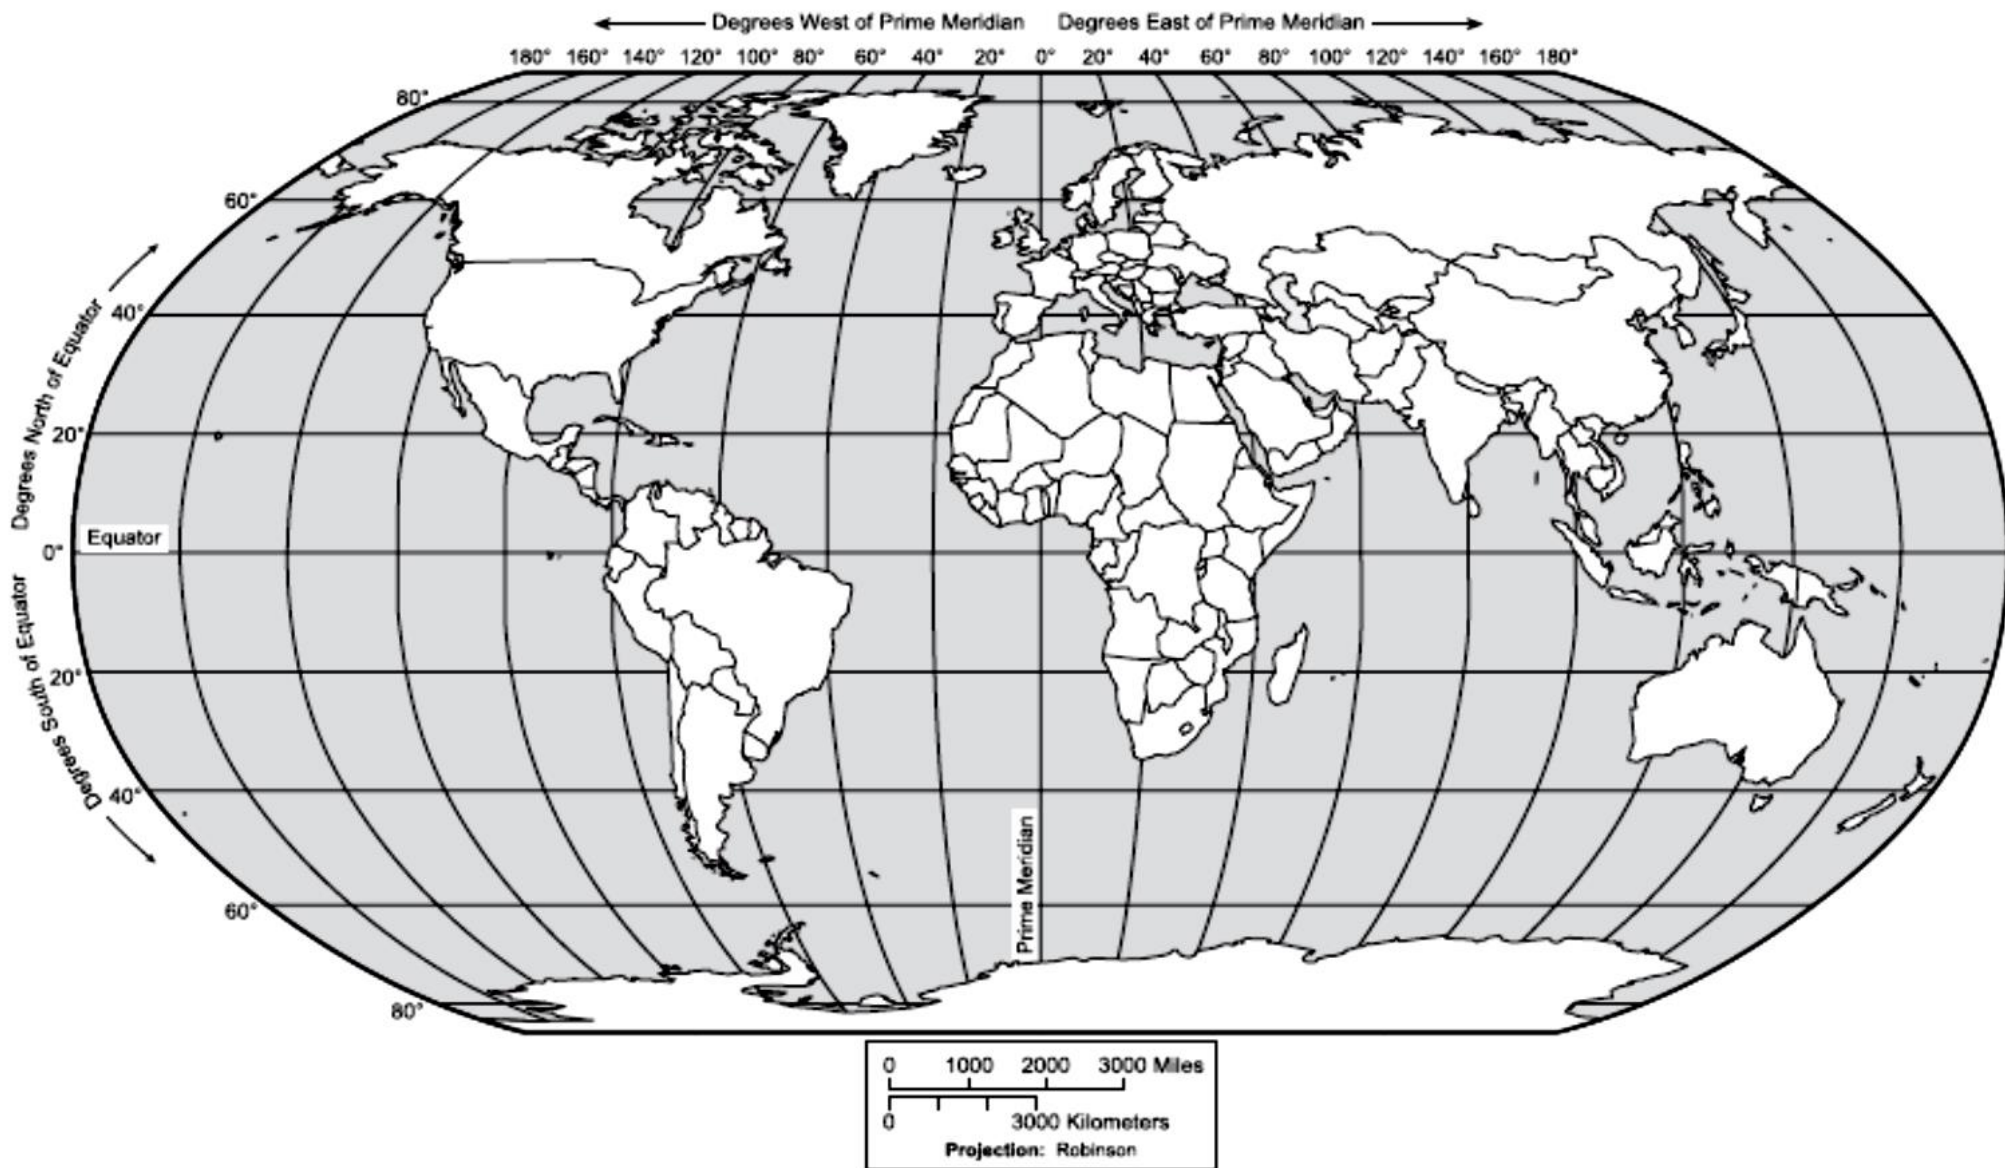 Degrees West of Prime Meridian Degrees East of Prime Meridian
180° 160° 140° 120° 100° 80° 60° 40° 20° 0° 20° 40° 60° 80° 100° 120° 140° 160° 180°
80°
60°
40°
20°
0°
20°
40°
60°
80°
Degrees North of Equator
Equator
Degrees South of Equator
Prime Meridian
0 1000 2000 3000 Miles
0 3000 Kilometers
Projection: Robinson